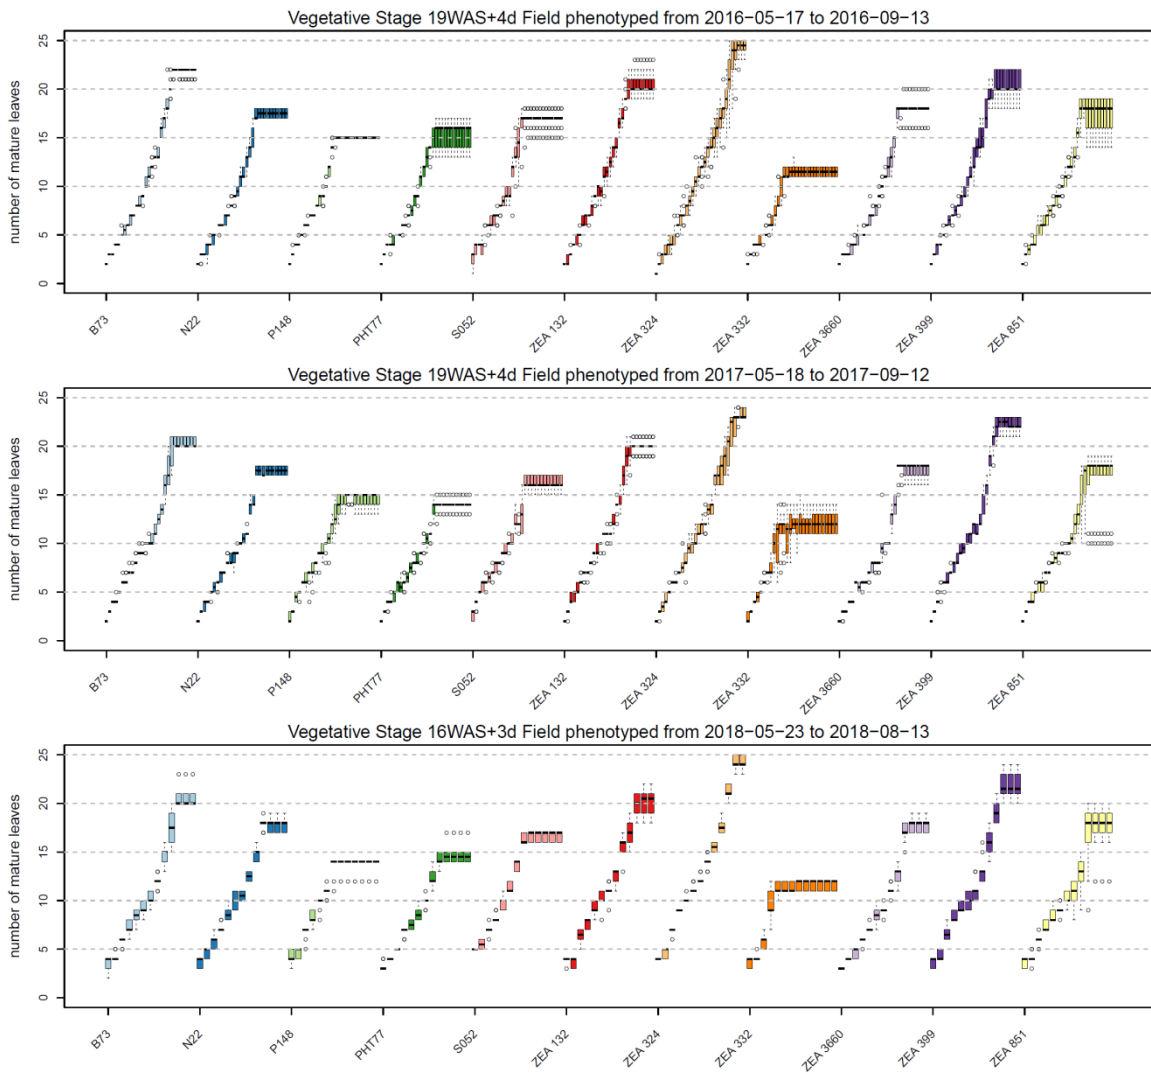 Vegetative Stage 19WAS+4d Field phenotyped from 2016−05−17 to 2016−09−13
number of mature leaves
25
20
15
10
5
0
B73
N22
P148
PHT77
S052
ZEA 132
ZEA 324
ZEA 332
ZEA 3660
ZEA 399
ZEA 851
Vegetative Stage 19WAS+4d Field phenotyped from 2017−05−18 to 2017−09−12
number of mature leaves
25
20
15
10
5
0
B73
N22
P148
PHT77
S052
ZEA 132
ZEA 324
ZEA 332
ZEA 3660
ZEA 399
ZEA 851
Vegetative Stage 16WAS+3d Field phenotyped from 2018−05−23 to 2018−08−13
number of mature leaves
25
20
15
10
5
0
B73
N22
P148
PHT77
S052
ZEA 132
ZEA 324
ZEA 332
ZEA 3660
ZEA 399
ZEA 851